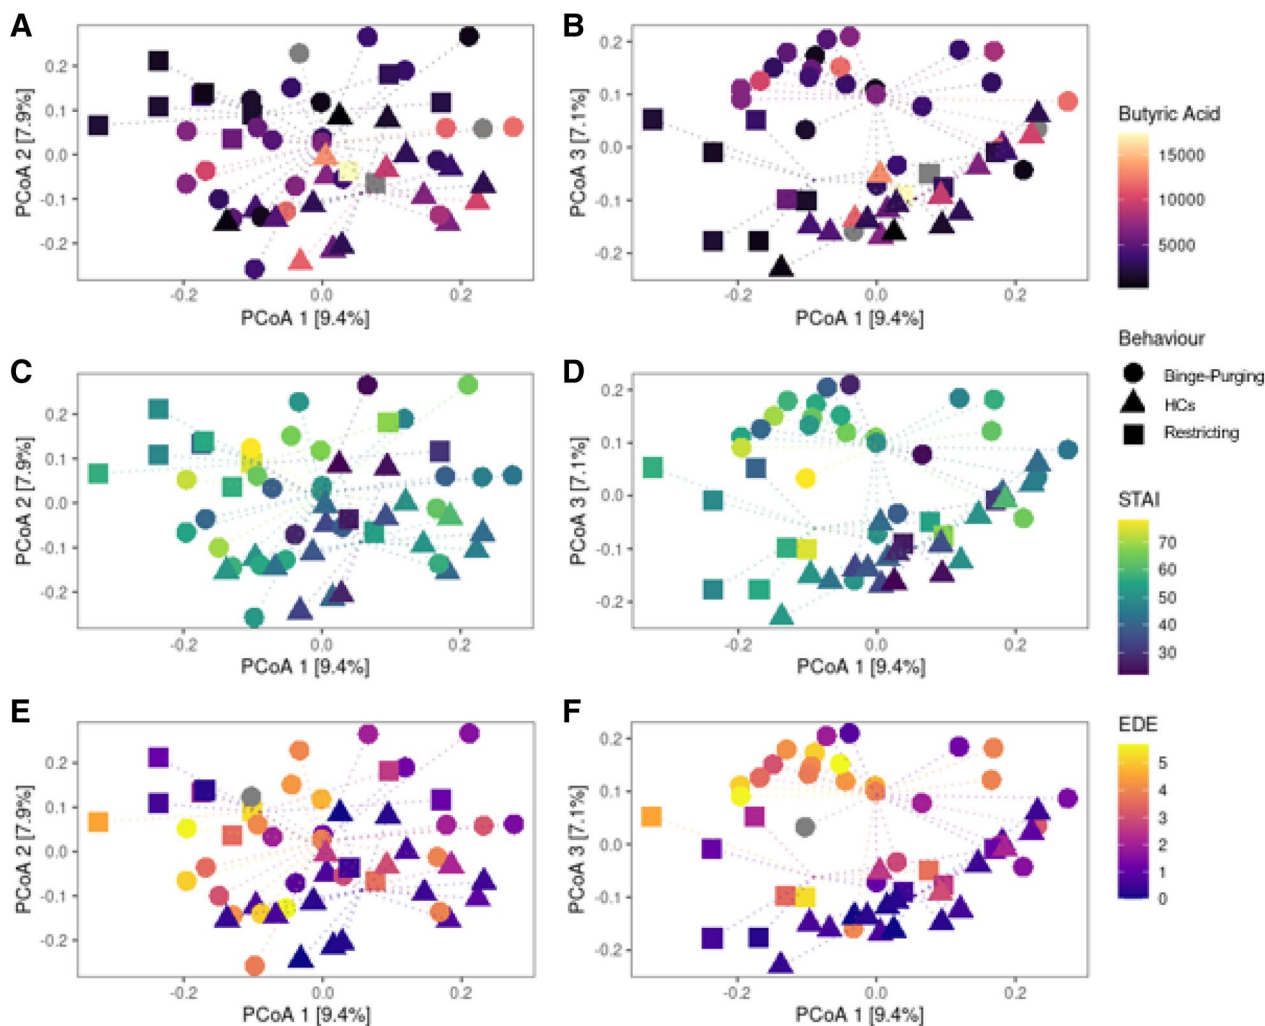 A
B
PCoA 2 [7.9%]
0.2
0.1
0.0
-0.1
-0.2
-0.2
0.0
0.2
PCoA 1 [9.4%]
PCoA 3 [7.1%]
0.2
0.1
0.0
-0.1
-0.2
-0.2
0.0
0.2
PCoA 1 [9.4%]
Butyric Acid
15000
10000
5000
Behaviour
Binge-Purging
HCs
Restricting
C
D
PCoA 2 [7.9%]
0.2
0.1
0.0
-0.1
-0.2
-0.2
0.0
0.2
PCoA 1 [9.4%]
PCoA 3 [7.1%]
0.2
0.1
0.0
-0.1
-0.2
-0.2
0.0
0.2
PCoA 1 [9.4%]
STAI
70
60
50
40
30
E
F
PCoA 2 [7.9%]
0.2
0.1
0.0
-0.1
-0.2
-0.2
0.0
0.2
PCoA 1 [9.4%]
PCoA 3 [7.1%]
0.2
0.1
0.0
-0.1
-0.2
-0.2
0.0
0.2
PCoA 1 [9.4%]
EDE
5
4
3
2
1
0